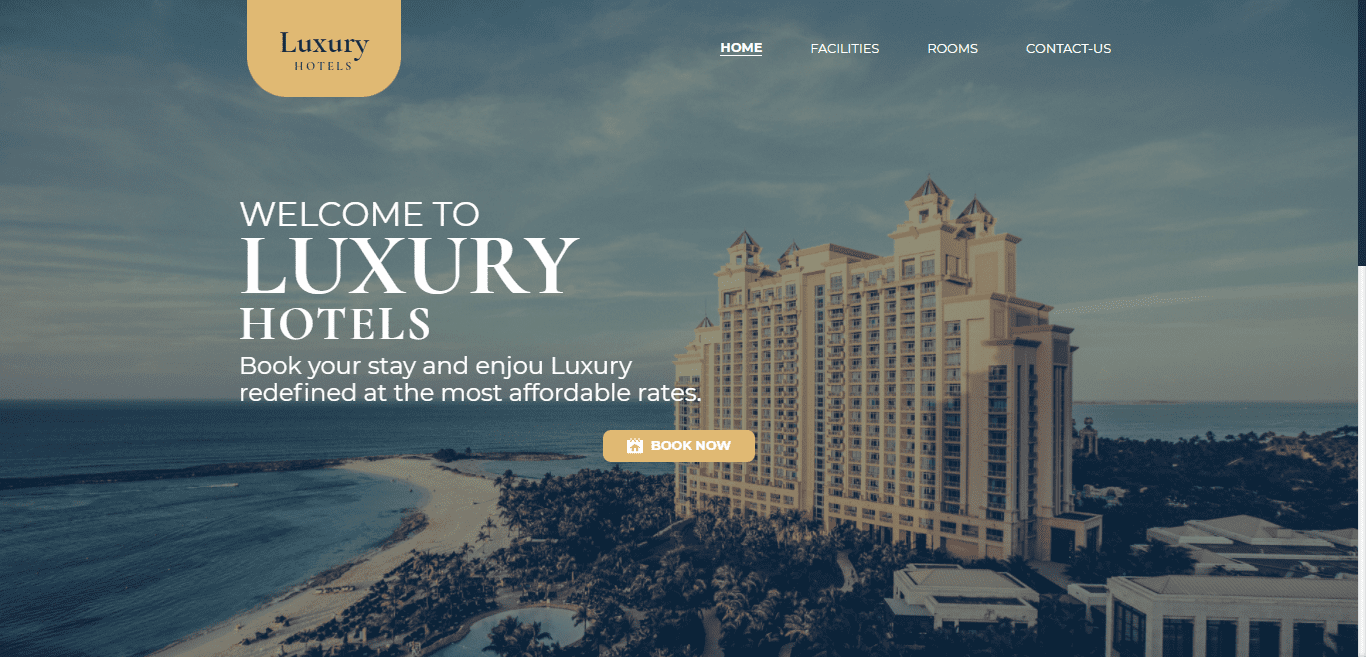 Luxury
HOTELS
HOME FACILITIES ROOMS CONTACT-US
WELCOME TO
LUXURY
HOTELS
Book your stay and enjou Luxury
redefined at the most affordable rates.
BOOK NOW